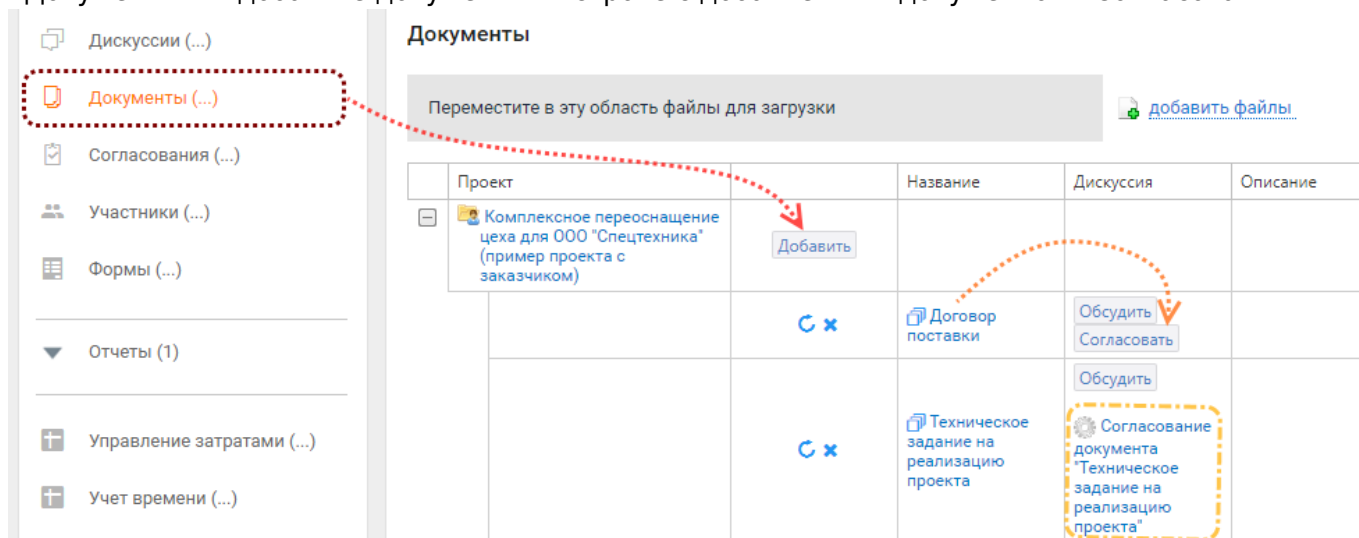 Дискуссии (...)
Документы (...)
Согласования (...)
Участники (...)
Формы (...)
Отчеты (1)
Управление затратами (...)
Учет времени (...)
Документы
Переместите в эту область файлы для загрузки
добавить файлы
Проект
Название
Дискуссия
Описание
Комплексное переоснащение
цеха для ООО "Спецтехника"
(пример проекта с
заказчиком)
Добавить
Договор
поставки
Обсудить
Согласовать
Техническое
задание на
реализацию
проекта
Обсудить
Согласование
документа
"Техническое
задание на
реализацию
проекта"